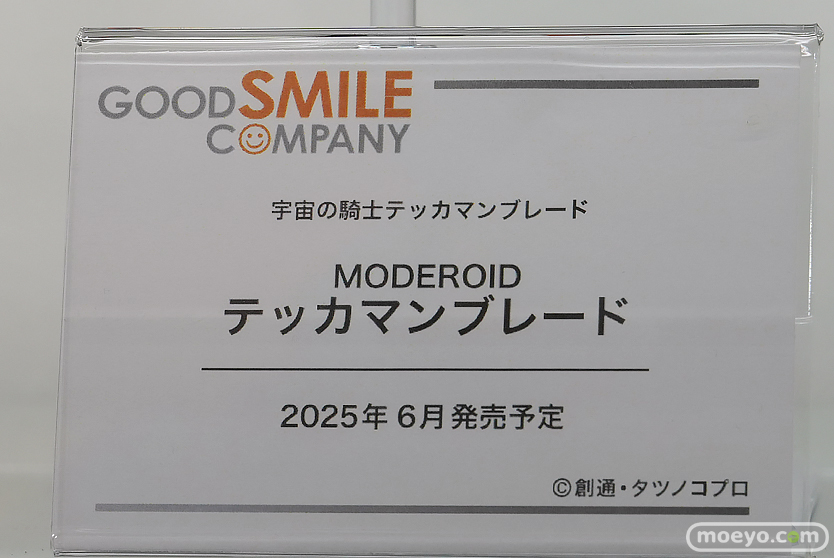 GOOD SMILE
COMPANY
宇宙の騎士テッカマンブレード
MODEROID
テッカマンブレード
2025年6月発売予定
©創通・タツノコプロ
moeyo.com